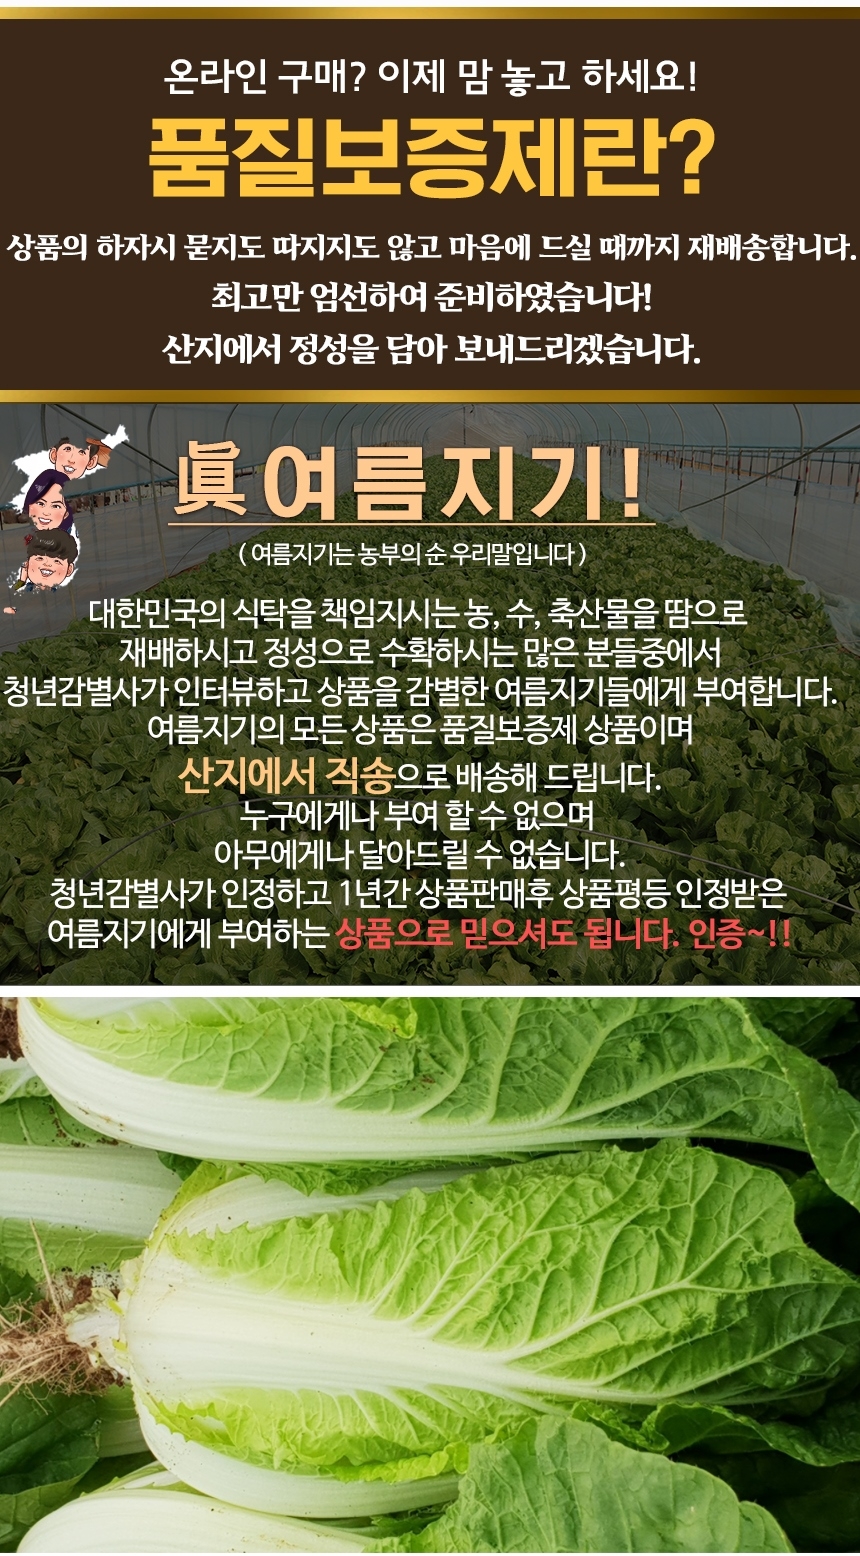 온라인 구매? 이제 맘 놓고 하세요!
품질보증제란?
상품의 하자시 묻지도 따지지도 않고 마음에 드실 때까지 재배송합니다.
최고만 엄선하여 준비하였습니다!
산지에서 정성을 담아 보내드리겠습니다.
眞여름지기!
( 여름지기는 농부의 순 우리말입니다 )
대한민국의 식탁을 책임지시는 농, 수, 축산물을 땀으로
재배하시고 정성으로 수확하시는 많은 분들중에서
청년감별사가 인터뷰하고 상품을 감별한 여름지기들에게 부여합니다.
여름지기의 모든 상품은 품질보증제 상품이며
산지에서 직송으로 배송해 드립니다.
누구에게나 부여 할 수 없으며
아무에게나 달아드릴 수 없습니다.
청년감별사가 인정하고 1년간 상품판매후 상품평등 인정받은
여름지기에게 부여하는 상품으로 믿으셔도 됩니다. 인증~!!